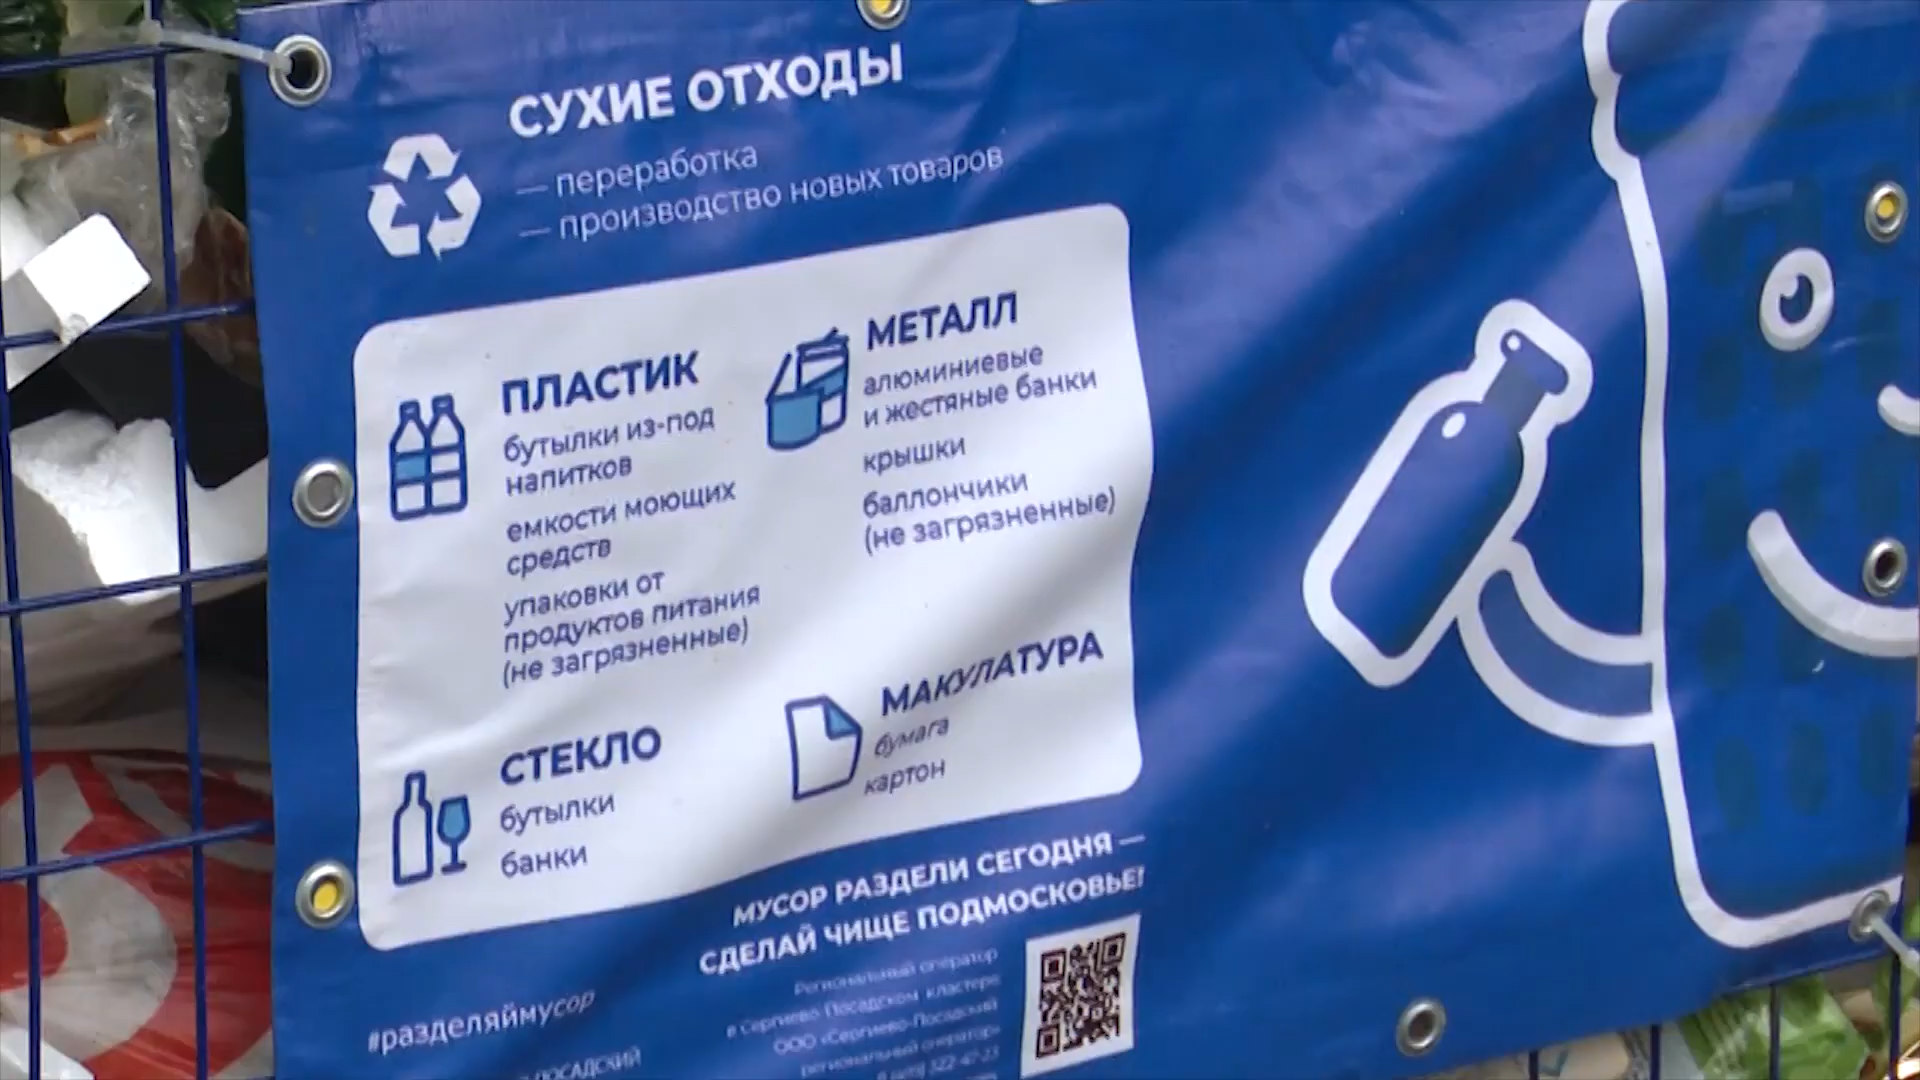 СУХИЕ ОТХОДЫ
— переработка
— производство новых товаров
ПЛАСТИК
бутылки из-под
напитков
емкости моющих
средств
упаковки от
продуктов питания
(не загрязненные)
МЕТАЛЛ
алюминиевые
и жестяные банки
крышки
баллончики
(не загрязненные)
СТЕКЛО
бутылки
банки
МАКУЛАТУРА
бумага
картон
МУСОР РАЗДЕЛИ СЕГОДНЯ —
СДЕЛАЙ ЧИЩЕ ПОДМОСКОВЬЕ!
Региональный оператор
в Сергиево-Посадском кластере
ООО «Сергиево-Посадский
региональный оператор»
#разделяймусор
ПОСАДСКИЙ